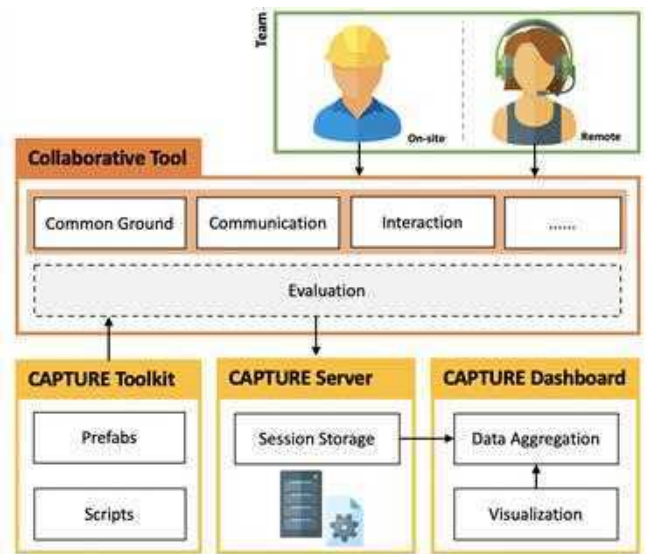 Team
On-site
Remote
Collaborative Tool
Common Ground
Communication
Interaction
......
Evaluation
CAPTURE Toolkit
CAPTURE Server
CAPTURE Dashboard
Prefabs
Session Storage
Data Aggregation
Scripts
Visualization